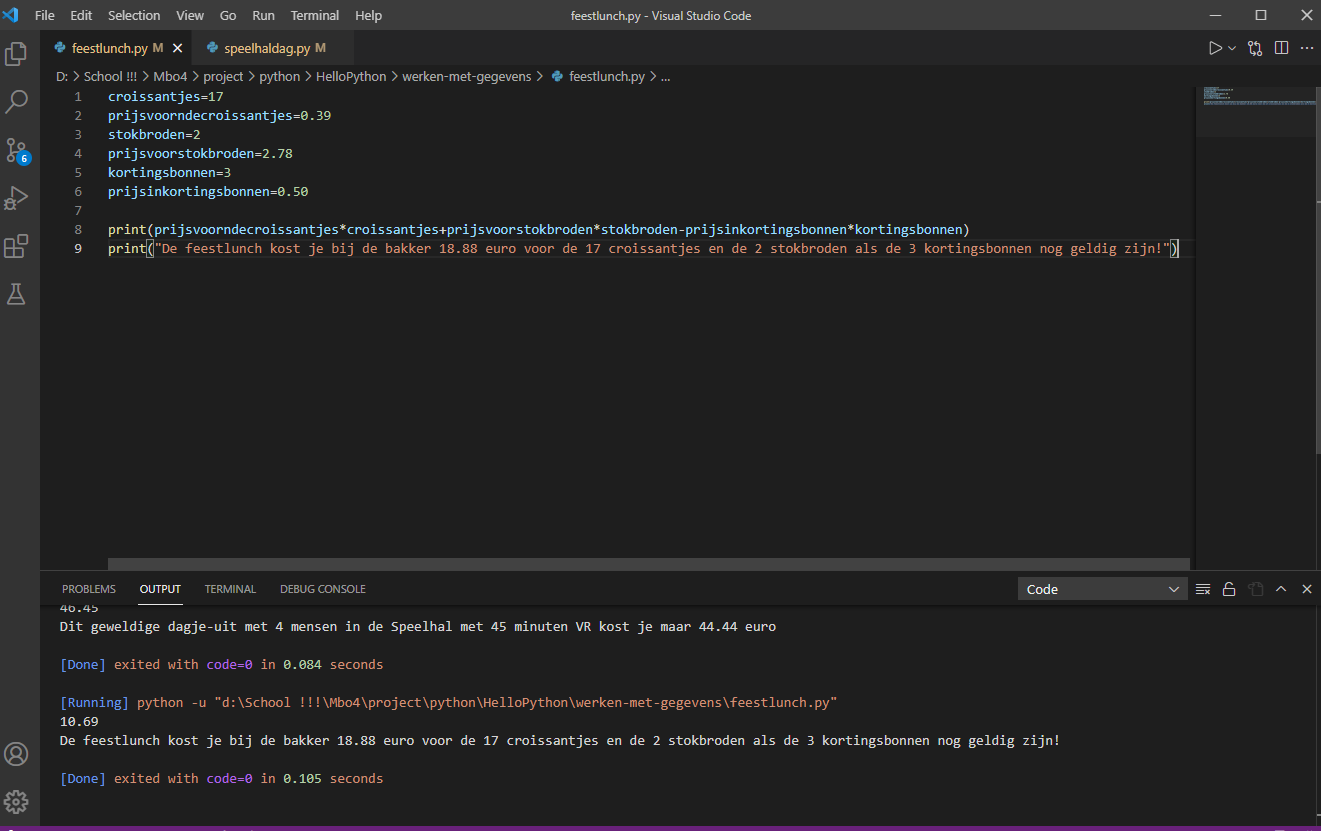 File Edit Selection View Go Run Terminal Help feestlunch.py - Visual Studio Code
feestlunch.py M speelhaldag.py M
D: > School !!! > Mbo4 > project > python > HelloPython > werken-met-gegevens > feestlunch.py > ...
1 croissantjes=17
2 prijsvoorndecroissantjes=0.39
3 stokbroden=2
4 prijsvoorstokbroden=2.78
5 kortingsbonnen=3
6 prijsinkortingsbonnen=0.50
7
8 print(prijsvoorndecroissantjes*croissantjes+prijsvoorstokbroden*stokbroden-prijsinkortingsbonnen*kortingsbonnen)
9 print("De feestlunch kost je bij de bakker 18.88 euro voor de 17 croissantjes en de 2 stokbroden als de 3 kortingsbonnen nog geldig zijn!")
6
PROBLEMS OUTPUT TERMINAL DEBUG CONSOLE Code
46.45
Dit geweldige dagje-uit met 4 mensen in de Speelhal met 45 minuten VR kost je maar 44.44 euro
[Done] exited with code=0 in 0.084 seconds
[Running] python -u "d:\School !!!\Mbo4\project\python\HelloPython\werken-met-gegevens\feestlunch.py"
10.69
De feestlunch kost je bij de bakker 18.88 euro voor de 17 croissantjes en de 2 stokbroden als de 3 kortingsbonnen nog geldig zijn!
[Done] exited with code=0 in 0.105 seconds